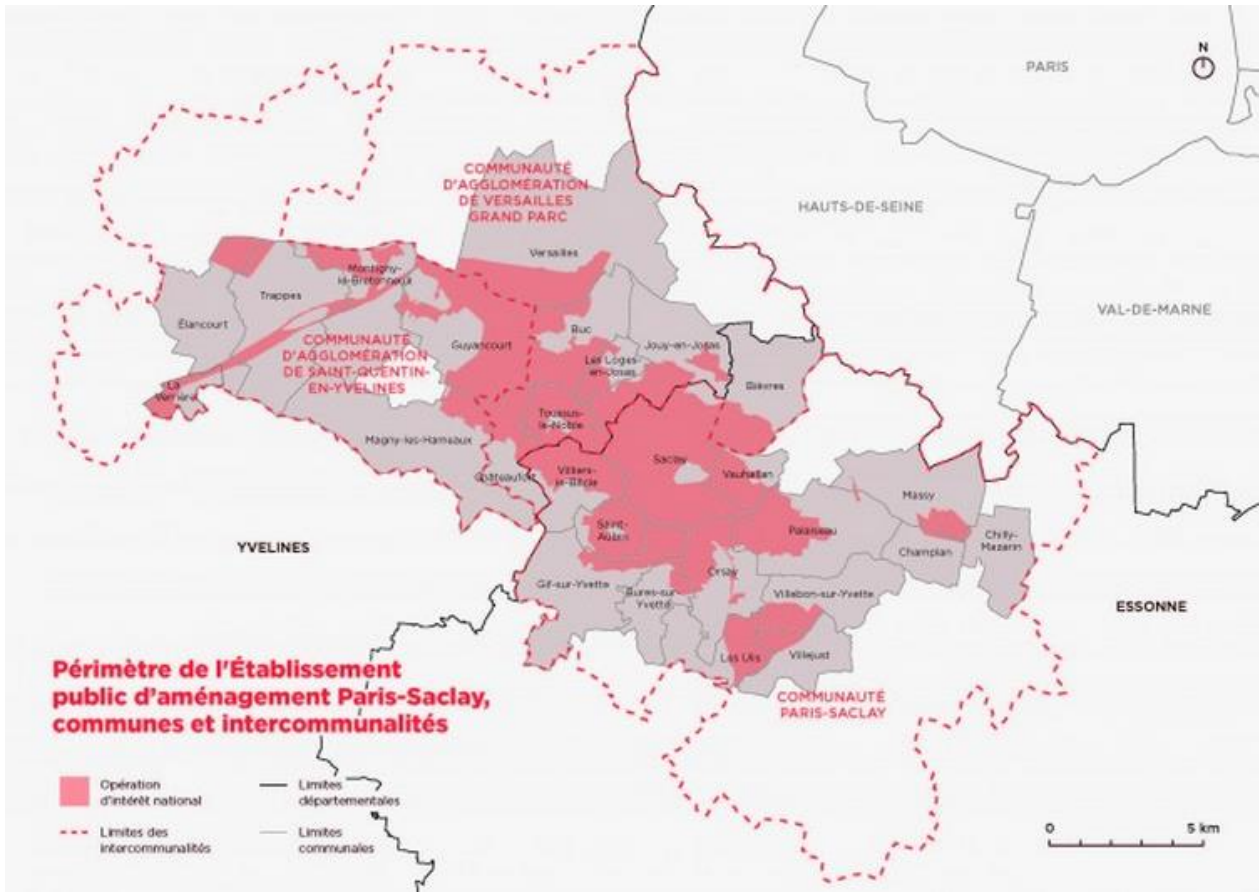 N
PARIS
COMMUNAUTÉ
D'AGGLOMÉRATION
DE VERSAILLES
GRAND PARC
HAUTS-DE-SEINE
Versailles
Montigny-
le-Bretonneux
Trappes
VAL-DE-MARNE
Élancourt
Buc
COMMUNAUTÉ
D'AGGLOMÉRATION
DE SAINT-QUENTIN-
EN-YVELINES
Guyancourt
Jouy-en-Josas
Les Loges-
en-Josas
Bièvres
La
Verrière
Toussus-
le-Noble
Magny-les-Hameaux
Saclay
Villiers-
le-Bâcle
Vauhallan
Châteaufort
Massy
Saint-
Aubin
Palaiseau
Chilly-
Mazarin
YVELINES
Champlan
Orsay
Gif-sur-Yvette
Bures-sur
Yvette
Villebon-sur-Yvette
ESSONNE
Les Ulis
Villejust
Périmètre de l'Établissement
public d'aménagement Paris-Saclay,
communes et intercommunalités
COMMUNAUTÉ
PARIS-SACLAY
Opération
d'intérêt national
Limites
départementales
Limites des
intercommunalités
Limites
communales
0 5 km